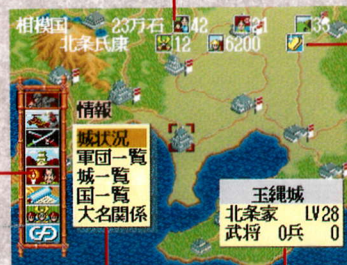 相模国 23万石 42 21 35
北条氏康 12 6200
情報
城状況
軍団一覧
城一覧
国一覧
大名関係
玉縄城
北条家 LV28
武将 0兵 0